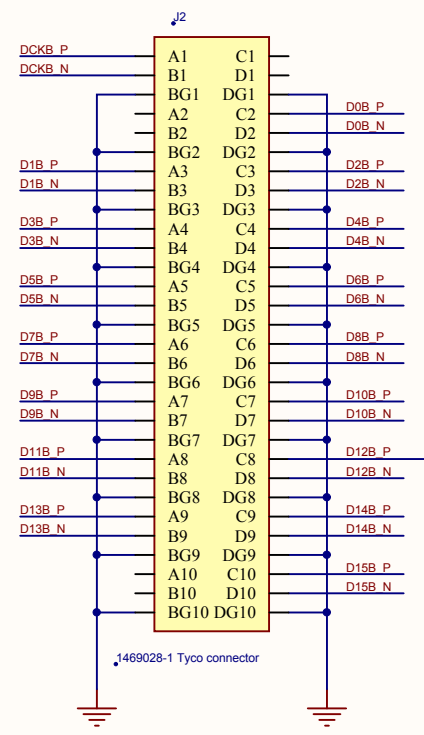 J2
DCKB_P A1 C1
DCKB_N B1 D1
BG1 DG1
A2 C2 D0B_P
B2 D2 D0B_N
BG2 DG2
D1B_P A3 C3 D2B_P
D1B_N B3 D3 D2B_N
BG3 DG3
D3B_P A4 C4 D4B_P
D3B_N B4 D4 D4B_N
BG4 DG4
D5B_P A5 C5 D6B_P
D5B_N B5 D5 D6B_N
BG5 DG5
D7B_P A6 C6 D8B_P
D7B_N B6 D6 D8B_N
BG6 DG6
D9B_P A7 C7 D10B_P
D9B_N B7 D7 D10B_N
BG7 DG7
D11B_P A8 C8 D12B_P
D11B_N B8 D8 D12B_N
BG8 DG8
D13B_P A9 C9 D14B_P
D13B_N B9 D9 D14B_N
BG9 DG9
A10 C10 D15B_P
B10 D10 D15B_N
BG10 DG10
1469028-1 Tyco connector